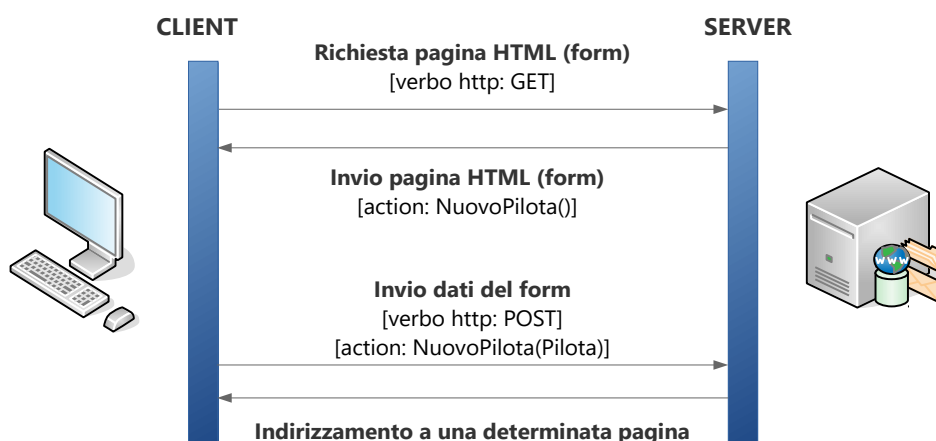 CLIENT
SERVER
Richiesta pagina HTML (form)
[verbo http: GET]
Invio pagina HTML (form)
[action: NuovoPilota()]
www
Invio dati del form
[verbo http: POST]
[action: NuovoPilota(Pilota)]
Indirizzamento a una determinata pagina